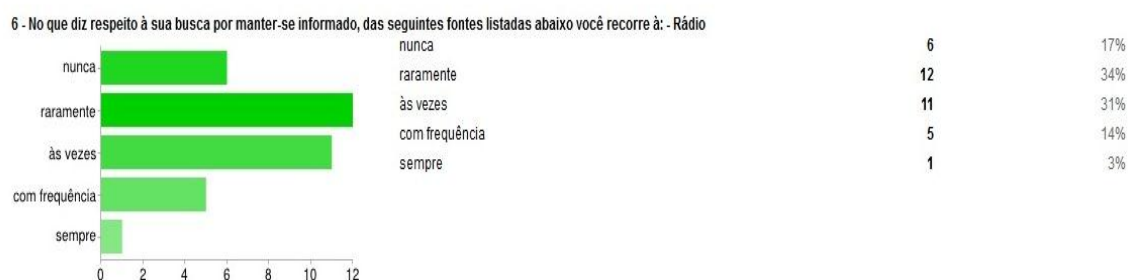 6 - No que diz respeito à sua busca por manter-se informado, das seguintes fontes listadas abaixo você recorre à: - Rádio
nunca
raramente
às vezes
com frequência
sempre
0 2 4 6 8 10 12
nunca 6 17%
raramente 12 34%
às vezes 11 31%
com frequência 5 14%
sempre 1 3%